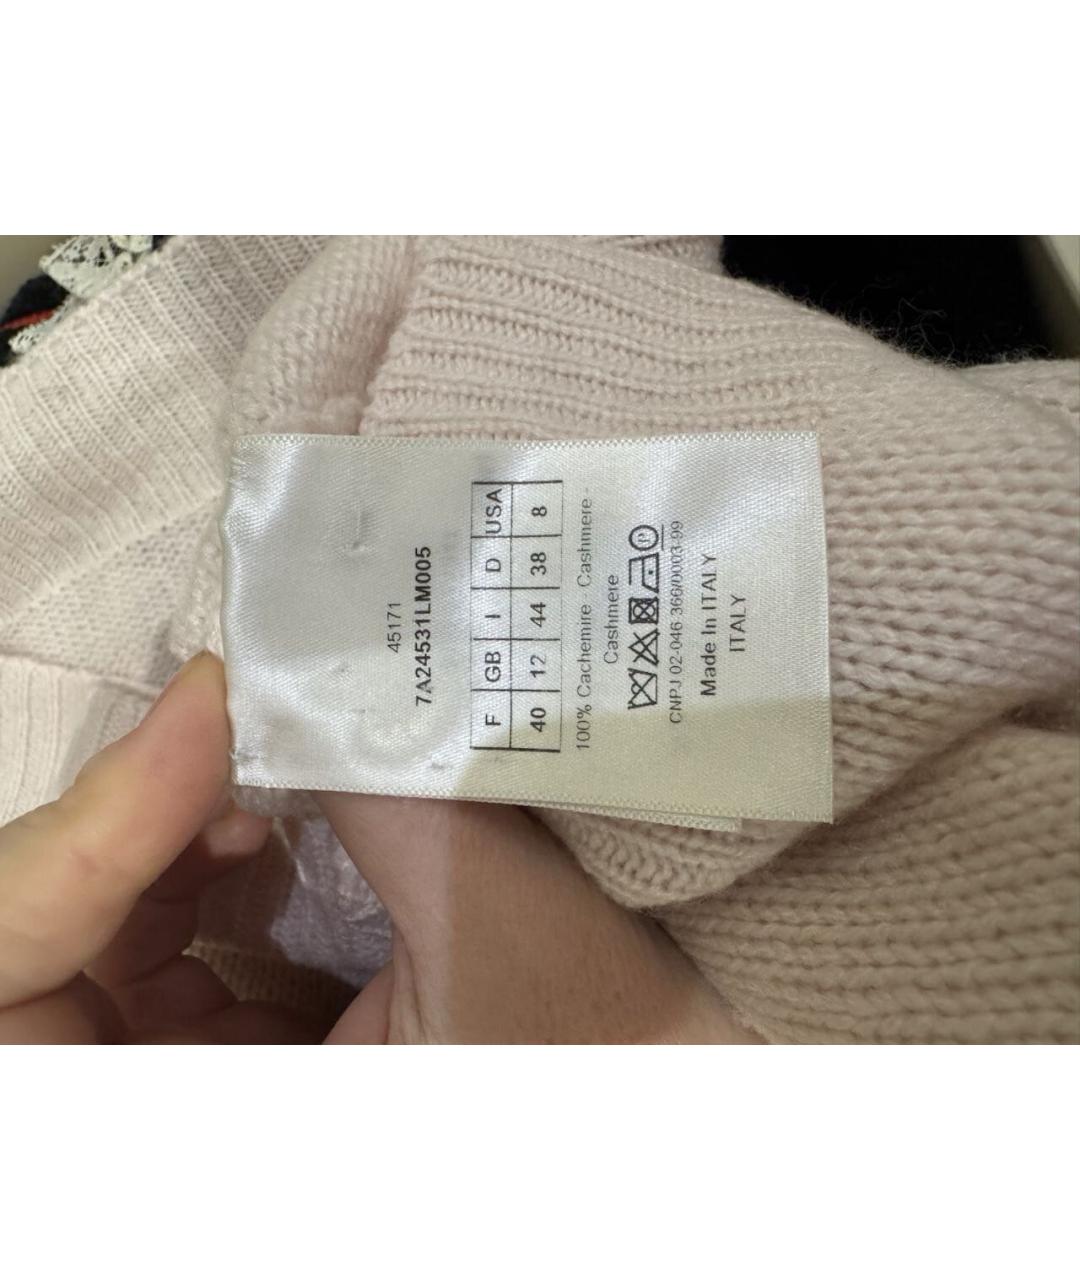 45171
7A24531LM005
F GB I D USA
40 12 44 38 8
100% Cachemire - Cashmere -
Cashmere
P
CNPJ 02-046 366/0003-99
Made In ITALY
ITALY